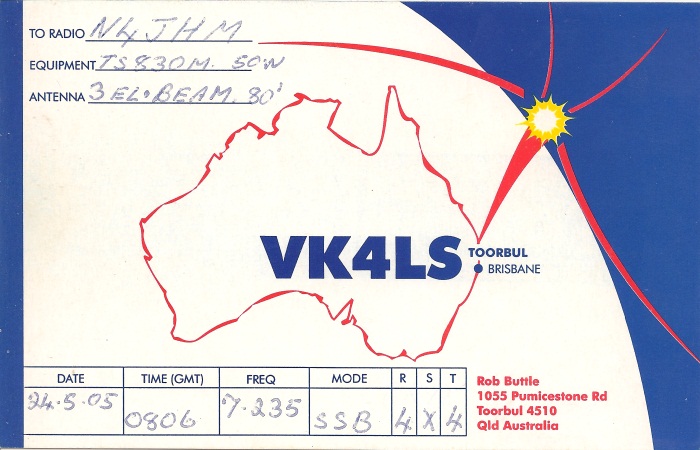 TO RADIO N4JHM
EQUIPMENT TS830M. 50W
ANTENNA 3 EL. BEAM. 80'
VK4LS TOORBUL
BRISBANE
DATE TIME (GMT) FREQ MODE R S T
24.5.05 0806 7.235 SSB 4 X 4
Rob Buttle
1055 Pumicestone Rd
Toorbul 4510
Qld Australia